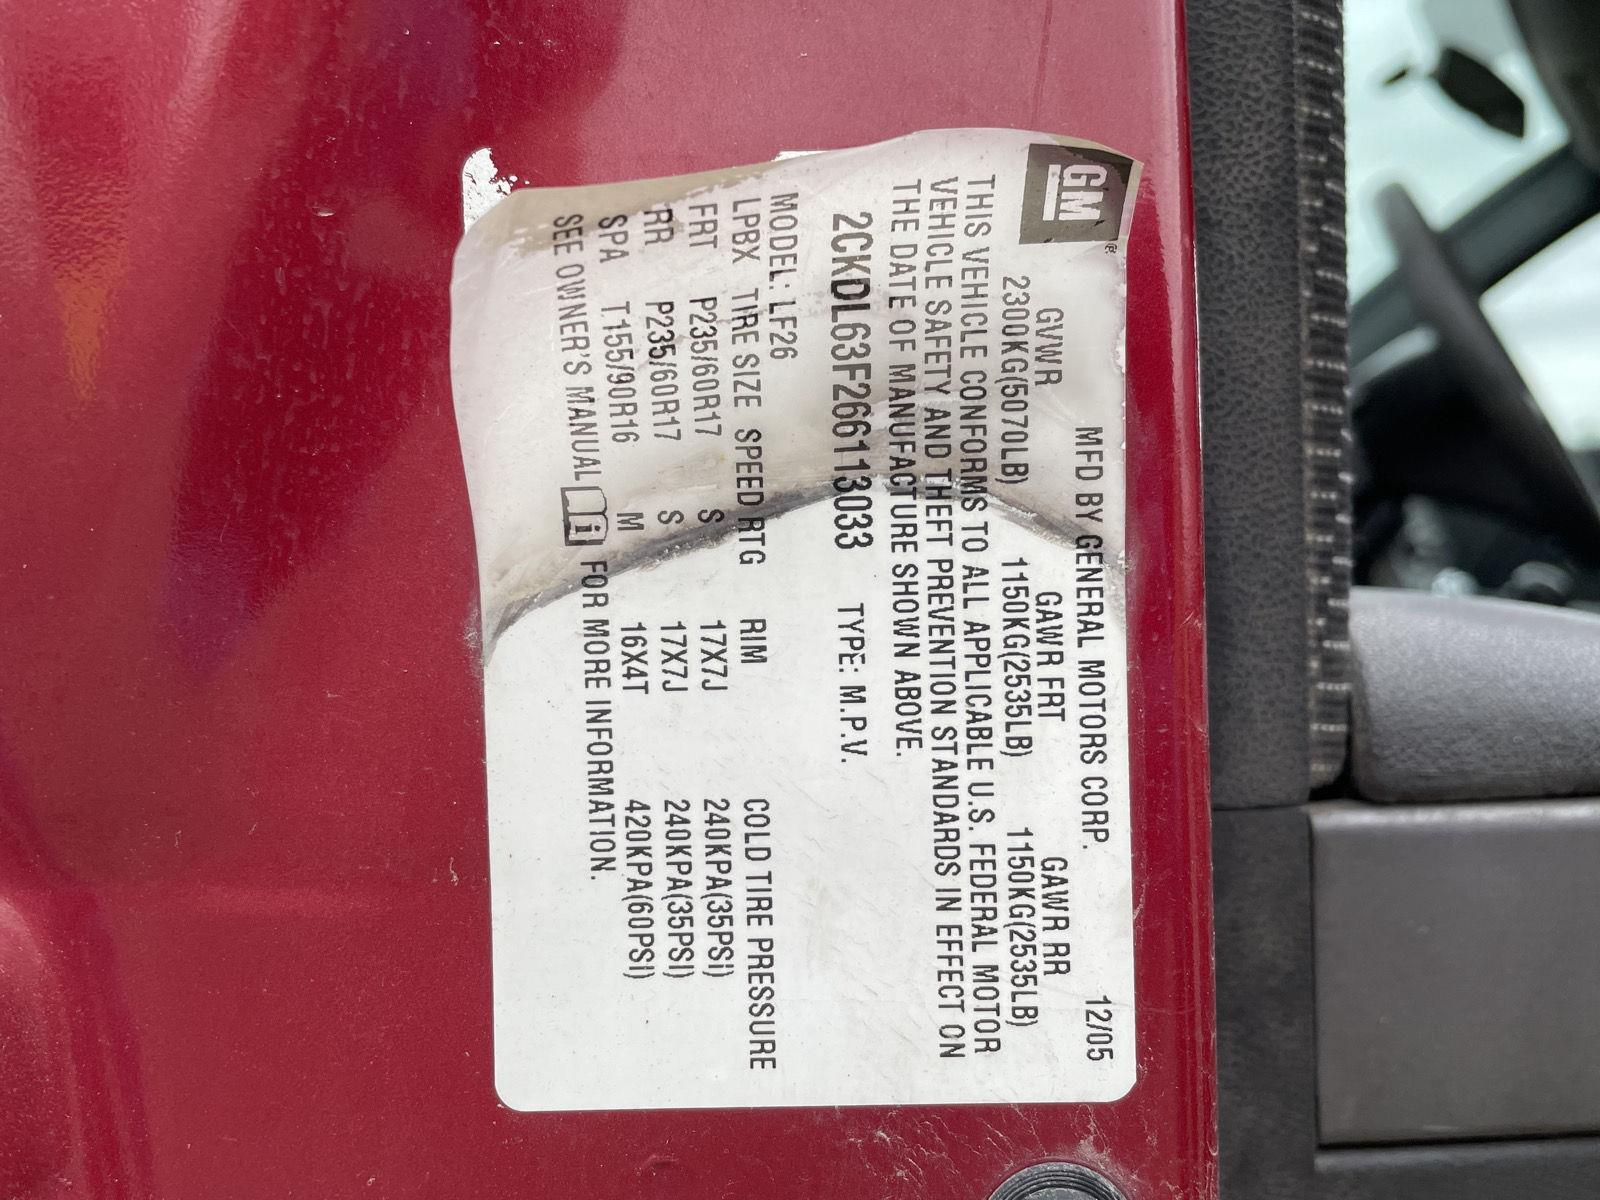 GM
MFD BY GENERAL MOTORS CORP. 12/05
GVWR GAWR FRT GAWR RR
2300KG(5070LB) 1150KG(2535LB) 1150KG(2535LB)
THIS VEHICLE CONFORMS TO ALL APPLICABLE U.S. FEDERAL MOTOR
VEHICLE SAFETY AND THEFT PREVENTION STANDARDS IN EFFECT ON
THE DATE OF MANUFACTURE SHOWN ABOVE.
2CKDL63F266113033 TYPE: M.P.V.
MODEL: LF26
LPBX TIRE SIZE SPEED RTG RIM COLD TIRE PRESSURE
FRT P235/60R17 S 17X7J 240KPA(35PSI)
RR P235/60R17 S 17X7J 240KPA(35PSI)
SPA T155/90R16 M 16X4T 420KPA(60PSI)
SEE OWNER'S MANUAL i FOR MORE INFORMATION.